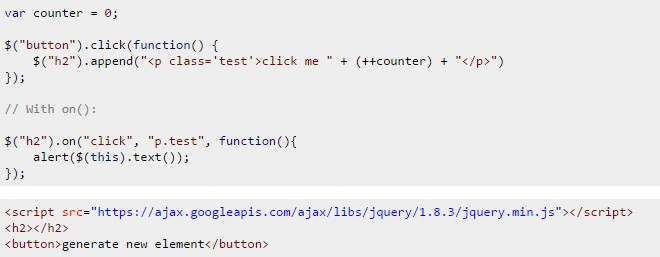 var counter = 0;
$("button").click(function() {
    $("h2").append("<p class='test'>click me " + (++counter) + "</p>")
});
// With on():
$("h2").on("click", "p.test", function(){
    alert($(this).text());
});
<script src="https://ajax.googleapis.com/ajax/libs/jquery/1.8.3/jquery.min.js"></script>
<h2></h2>
<button>generate new element</button>